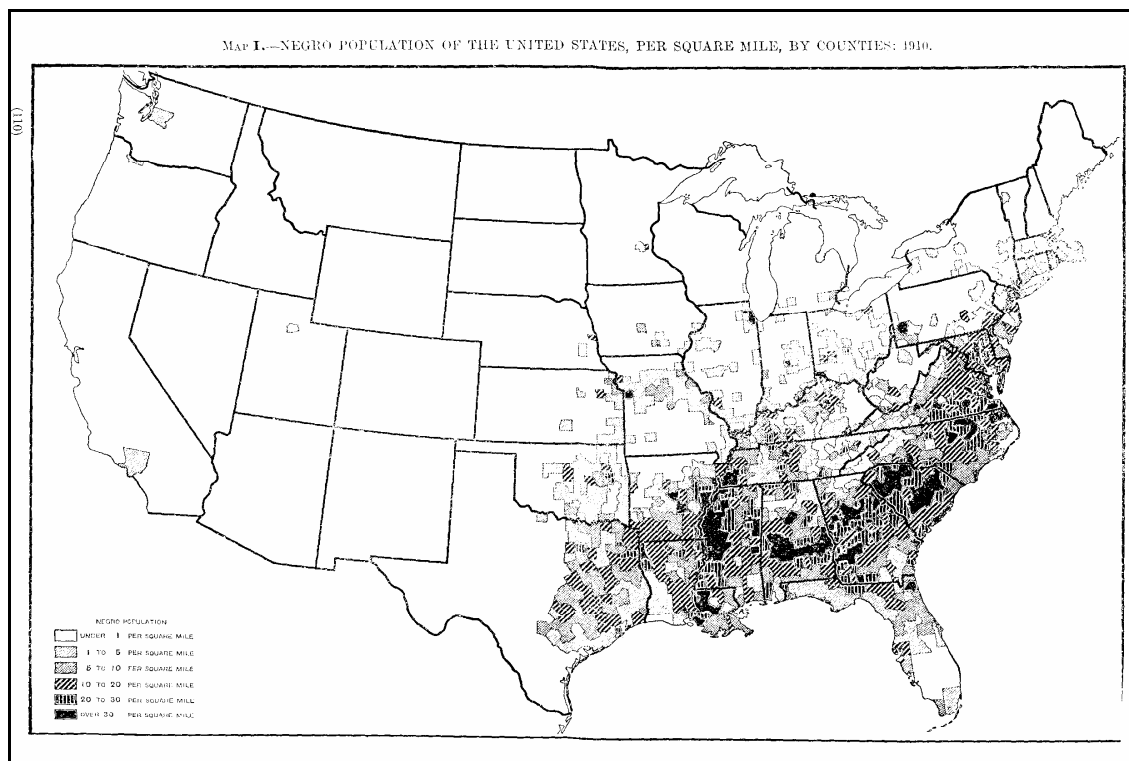 MAP I.—NEGRO POPULATION OF THE UNITED STATES, PER SQUARE MILE, BY COUNTIES: 1910.
(110)
NEGRO POPULATION
UNDER 1 PER SQUARE MILE
1 TO 5 PER SQUARE MILE
5 TO 10 PER SQUARE MILE
10 TO 20 PER SQUARE MILE
20 TO 30 PER SQUARE MILE
OVER 30 PER SQUARE MILE